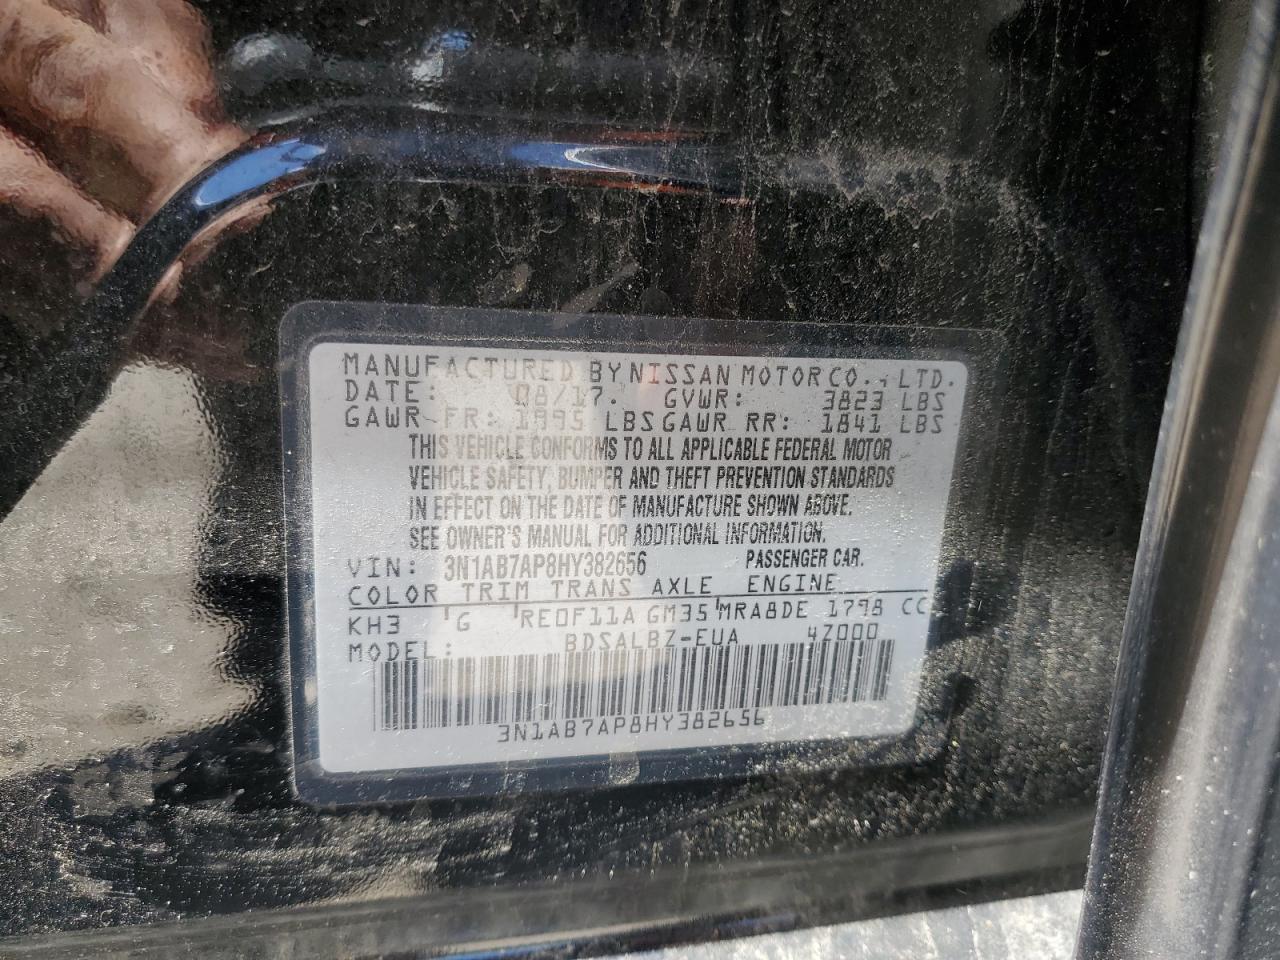 MANUFACTURED BY NISSAN MOTOR CO., LTD.
DATE: 08/17. GVWR: 3823 LBS
GAWR FR: 1995 LBS GAWR RR: 1841 LBS
THIS VEHICLE CONFORMS TO ALL APPLICABLE FEDERAL MOTOR
VEHICLE SAFETY, BUMPER AND THEFT PREVENTION STANDARDS
IN EFFECT ON THE DATE OF MANUFACTURE SHOWN ABOVE.
SEE OWNER'S MANUAL FOR ADDITIONAL INFORMATION.
VIN: 3N1AB7AP8HY382656 PASSENGER CAR.
COLOR TRIM TRANS AXLE ENGINE
KH3 'G 'RE0F11A GM35 'MRA8DE 1798 CC
MODEL: BDSALBZ-EUA 4Z000
3N1AB7AP8HY382656